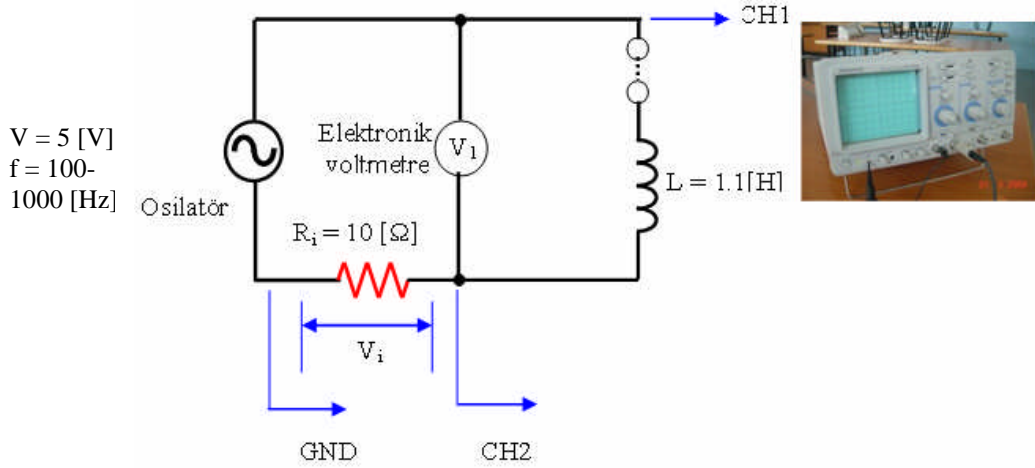 CH1
V = 5 [V]
f = 100-
1000 [Hz]
Osilatör
Elektronik
voltmetre
V1
L = 1.1[H]
Ri = 10 [Ω]
Vi
GND
CH2